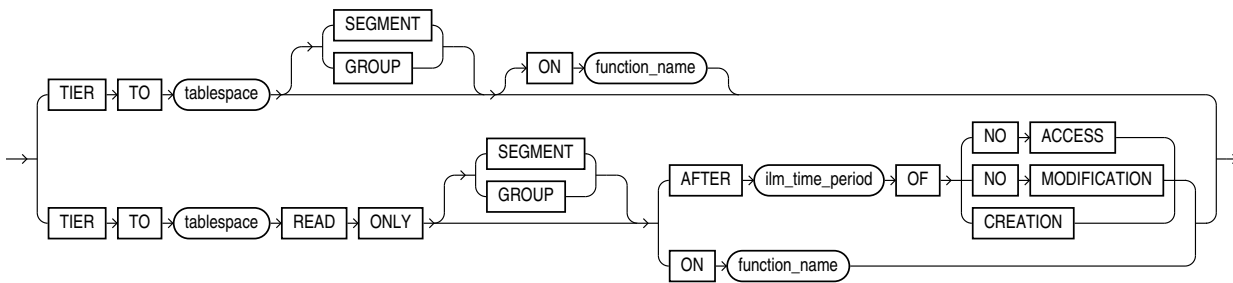 SEGMENT
GROUP
ON function_name
TIER TO tablespace
NO ACCESS
SEGMENT
GROUP
AFTER ilm_time_period OF
NO MODIFICATION
TIER TO tablespace READ ONLY
CREATION
ON function_name